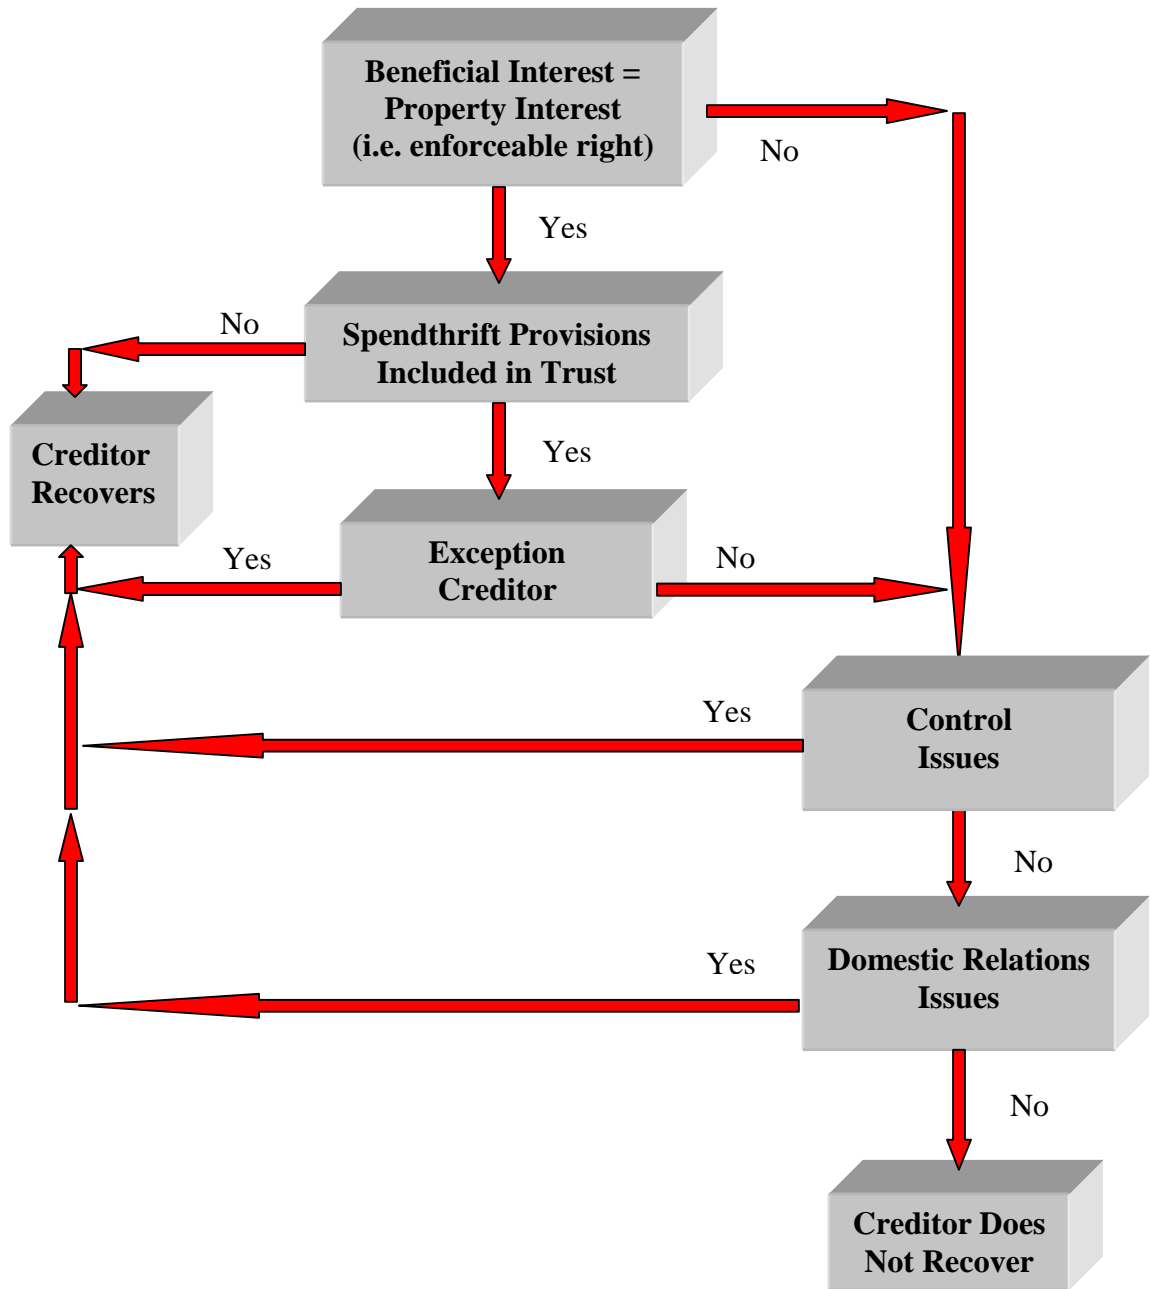 Beneficial Interest =
Property Interest
(i.e. enforceable right)
No
Yes
No
Spendthrift Provisions
Included in Trust
Yes
Creditor
Recovers
Yes
Exception
Creditor
No
Yes
Control
Issues
No
Yes
Domestic Relations
Issues
No
Creditor Does
Not Recover